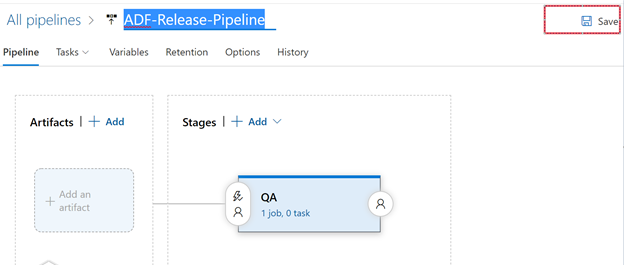 All pipelines > ADF-Release-Pipeline
Save
Pipeline Tasks Variables Retention Options History
Artifacts | + Add
Stages | + Add
+ Add an
artifact
QA
1 job, 0 task